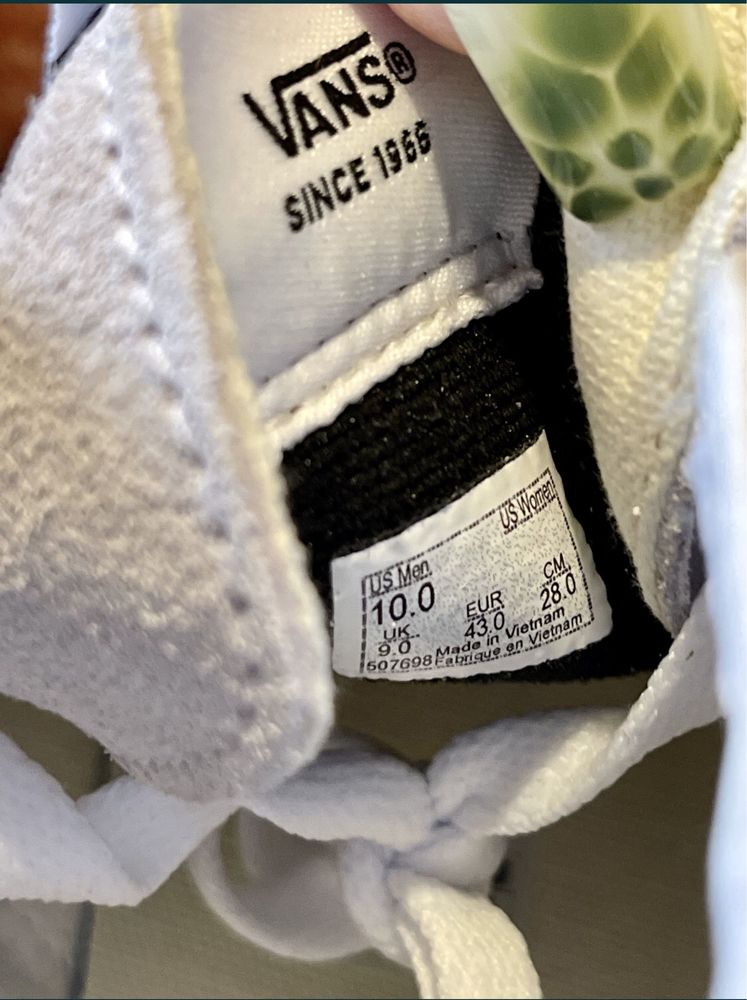 VANS®
SINCE 1966
US Women
US Men
10.0
UK
9.0
EUR
43.0
CM
28.0
Made in Vietnam
507698 Fabriqué en Vietnam